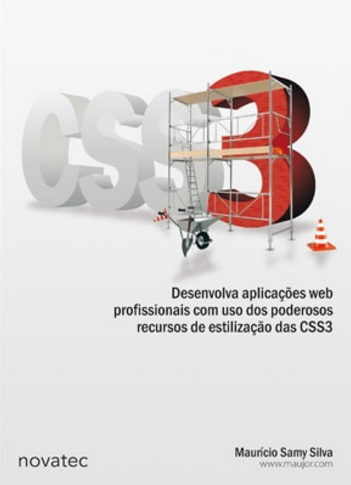 CSS3
Desenvolva aplicações web
profissionais com uso dos poderosos
recursos de estilização das CSS3
Maurício Samy Silva
www.maujor.com
novatec